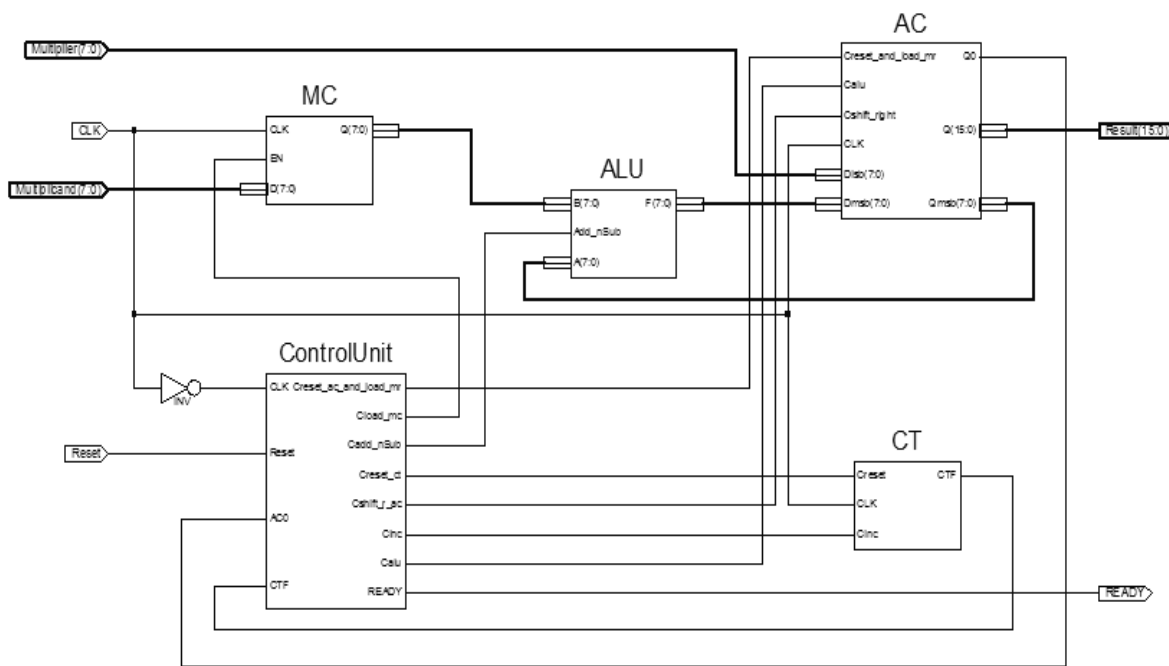 AC
Multiplier(7:0)
Creset_and_load_mr
Q0
Calu
Cshift_right
Q(15:0)
Result(15:0)
CLK
Dlsb(7:0)
Dmsb(7:0)
Qmsb(7:0)
MC
CLK
CLK
Q(7:0)
EN
Multiplicand(7:0)
D(7:0)
ALU
B(7:0)
F(7:0)
Add_nSub
A(7:0)
ControlUnit
INV
CLK
Creset_ac_and_load_mr
Cload_mc
Cadd_nSub
Reset
Reset
Creset_ct
Cshift_r_ac
AC0
Cinc
Calu
CTF
READY
CT
Creset
CTF
CLK
Cinc
READY